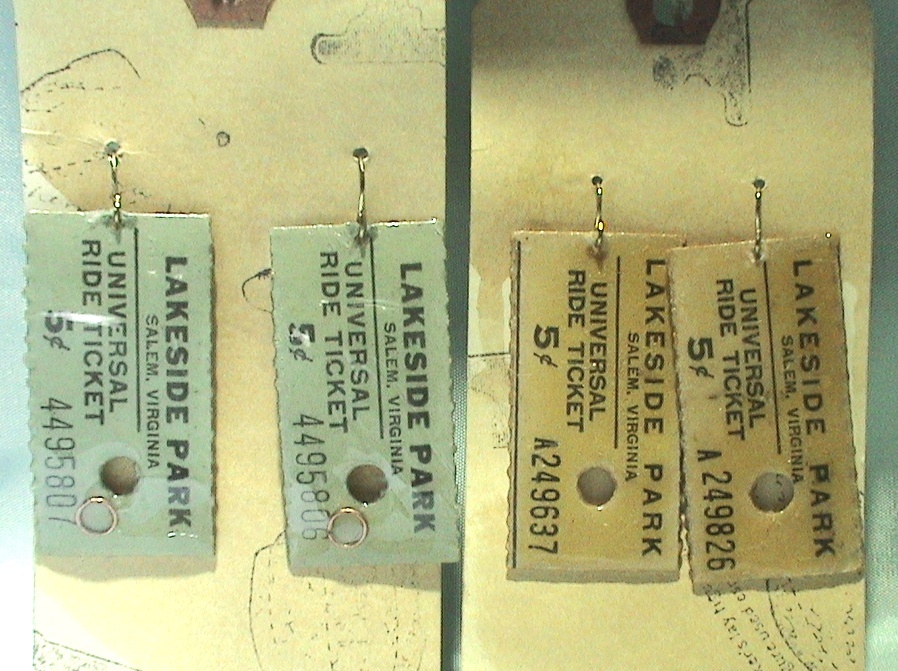 LAKESIDE PARK
SALEM, VIRGINIA
UNIVERSAL
RIDE TICKET
5¢
4495807
LAKESIDE PARK
SALEM, VIRGINIA
UNIVERSAL
RIDE TICKET
5¢
4495806
LAKESIDE PARK
SALEM, VIRGINIA
UNIVERSAL
RIDE TICKET
5¢
A249637
LAKESIDE PARK
SALEM, VIRGINIA
UNIVERSAL
RIDE TICKET
5¢
A249826